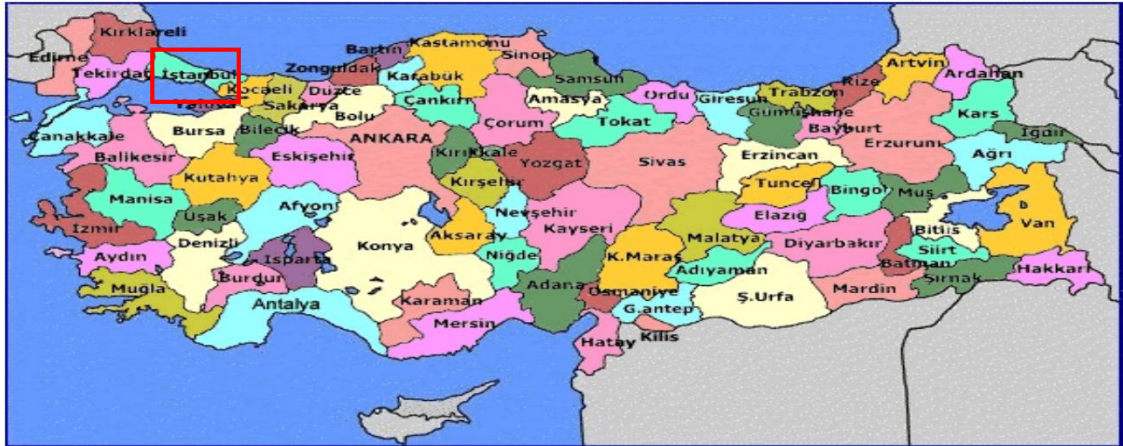 Kırklareli
Edirne
Tekirdağ
İstanbul
Kocaeli
Yalova
Sakarya
Düzce
Zonguldak
Bartın
Karabük
Kastamonu
Sinop
Samsun
Ordu
Giresun
Trabzon
Rize
Artvin
Ardahan
Çanakkale
Bursa
Bilecik
Bolu
Çankırı
Çorum
Amasya
Tokat
Gümüşhane
Bayburt
Erzurum
Kars
Iğdır
Balikesir
Kutahya
Eskişehir
ANKARA
Kırıkkale
Yozgat
Sivas
Erzincan
Ağrı
Manisa
Uşak
Afyon
Kırşehir
Nevşehir
Kayseri
Malatya
Tunceli
Elazığ
Bingöl
Muş
Van
İzmir
Aydın
Denizli
Isparta
Konya
Aksaray
Niğde
K.Maraş
Adıyaman
Diyarbakır
Bitlis
Siirt
Batman
Şırnak
Hakkari
Muğla
Burdur
Antalya
Karaman
Mersin
Adana
Osmaniye
G.antep
Ş.Urfa
Mardin
Hatay
Kilis